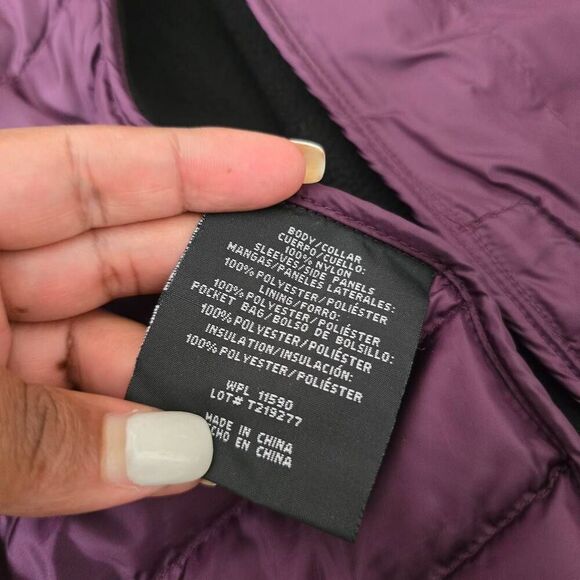 BODY/COLLAR
CUERPO/CUELLO:
100% NYLON
SLEEVES/SIDE PANELS
MANGAS/PANELES LATERALES:
100% POLYESTER/POLIÉSTER
LINING/FORRO:
100% POLYESTER/POLIÉSTER
POCKET BAG/BOLSO DE BOLSILLO:
100% POLYESTER/POLIÉSTER
INSULATION/INSULACIÓN:
100% POLYESTER/POLIÉSTER
WPL 11590
LOT# T219277
MADE IN CHINA
CHO EN CHINA